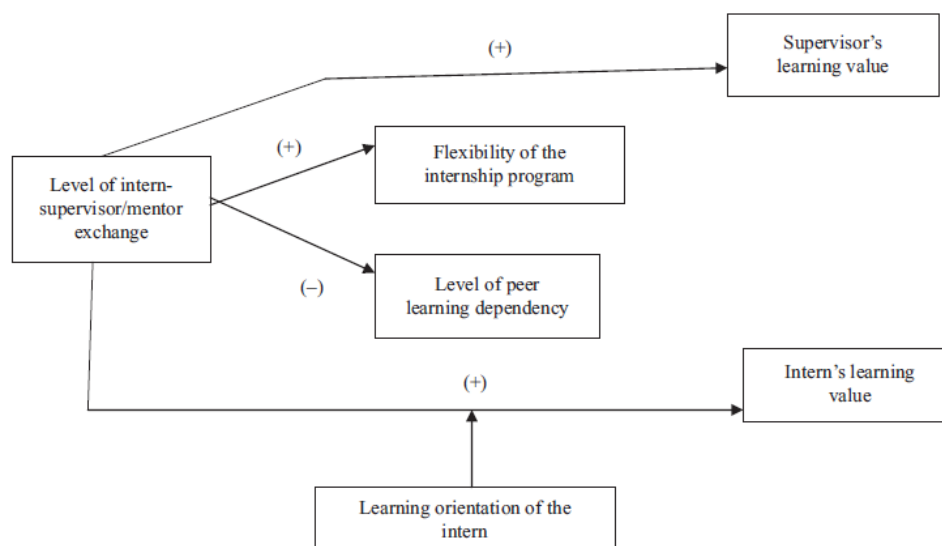 (+)
Supervisor's
learning value
(+)
Flexibility of the
internship program
Level of intern-
supervisor/mentor
exchange
(–)
Level of peer
learning dependency
(+)
Intern's learning
value
Learning orientation of the
intern